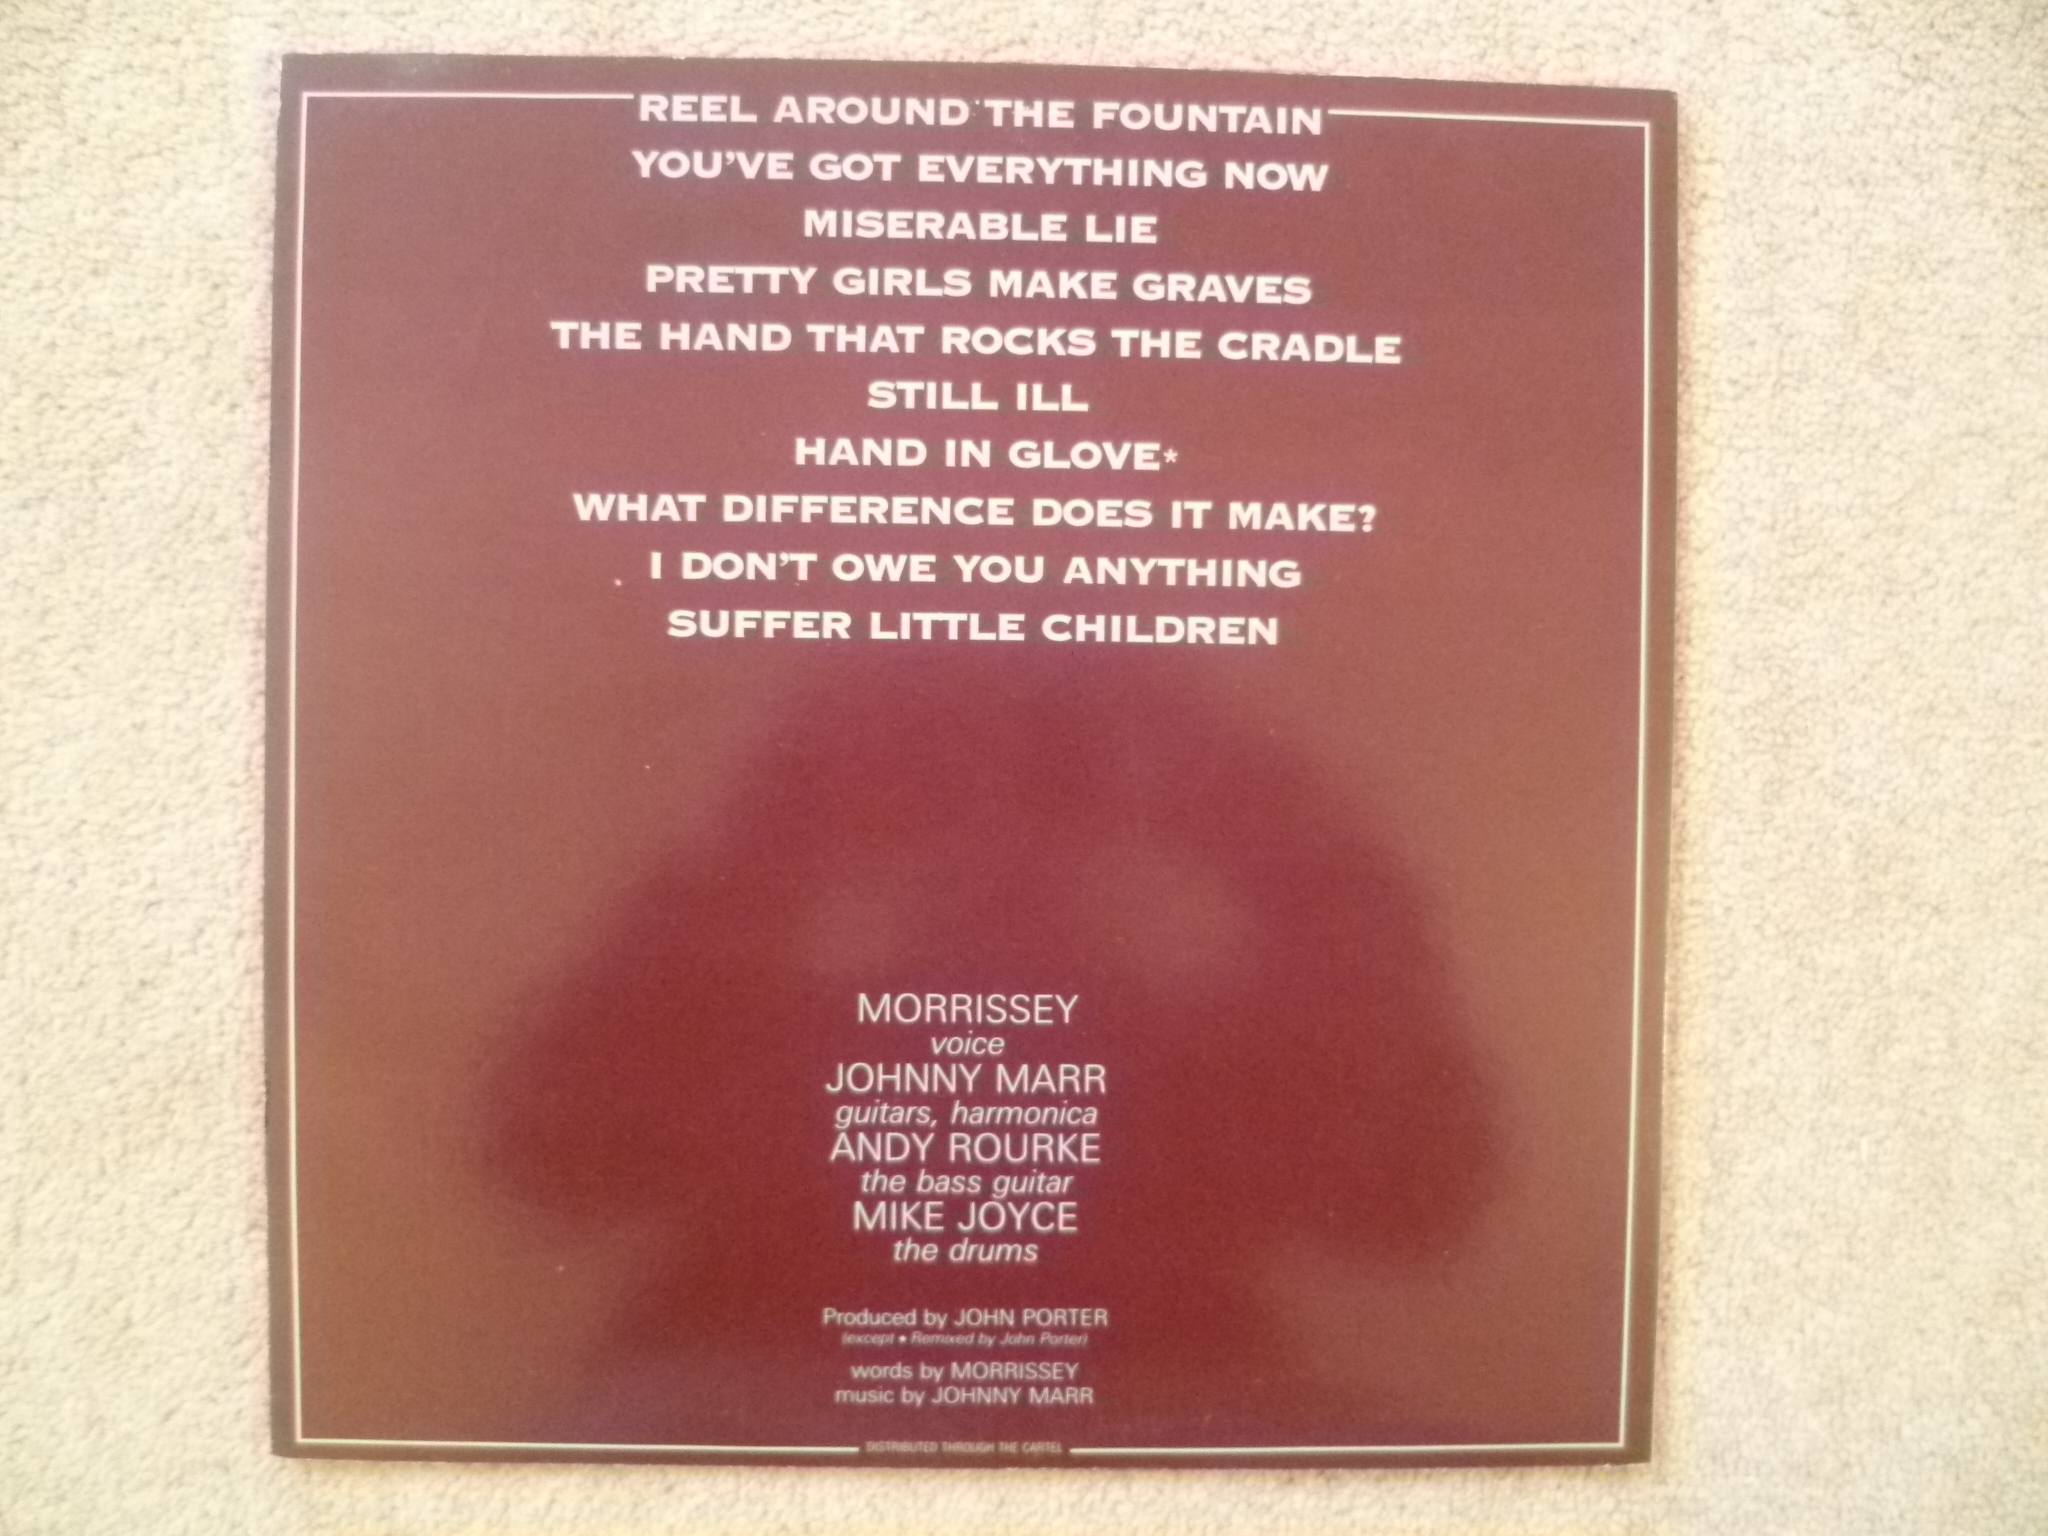 REEL AROUND THE FOUNTAIN
YOU'VE GOT EVERYTHING NOW
MISERABLE LIE
PRETTY GIRLS MAKE GRAVES
THE HAND THAT ROCKS THE CRADLE
STILL ILL
HAND IN GLOVE*
WHAT DIFFERENCE DOES IT MAKE?
I DON'T OWE YOU ANYTHING
SUFFER LITTLE CHILDREN
MORRISSEY
voice
JOHNNY MARR
guitars, harmonica
ANDY ROURKE
the bass guitar
MIKE JOYCE
the drums
Produced by JOHN PORTER
(except • Remixed by John Porter)
words by MORRISSEY
music by JOHNNY MARR
DISTRIBUTED THROUGH THE CARTEL